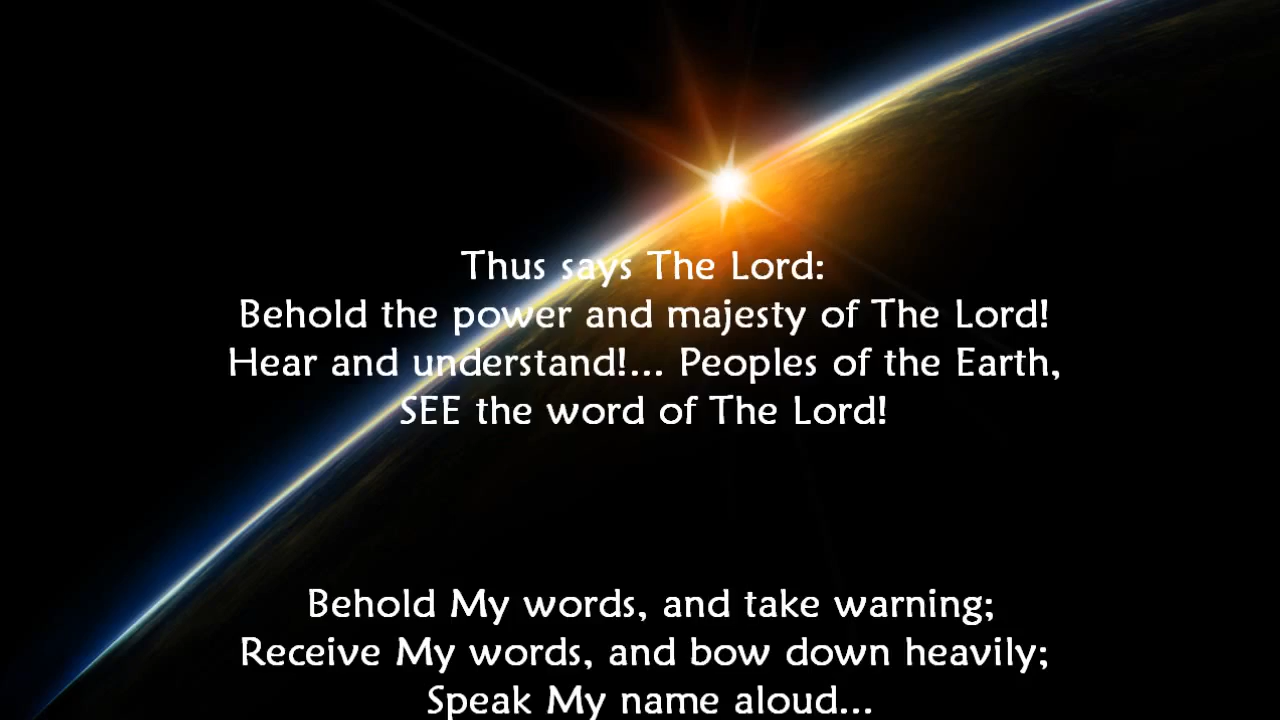 Thus says The Lord:
Behold the power and majesty of The Lord!
Hear and understand!... Peoples of the Earth,
SEE the word of The Lord!
Behold My words, and take warning;
Receive My words, and bow down heavily;
Speak My name aloud...